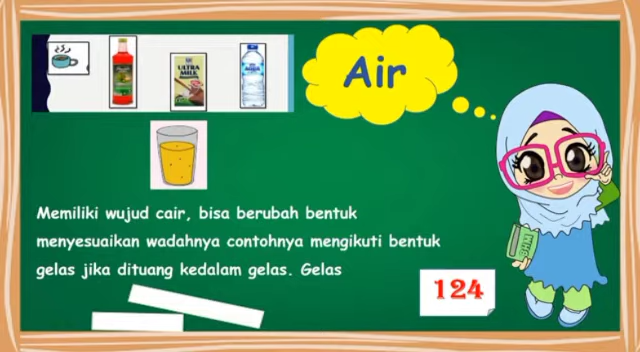 Air
ULTRA
MILK
Memiliki wujud cair, bisa berubah bentuk
menyesuaikan wadahnya contohnya mengikuti bentuk
gelas jika dituang kedalam gelas. Gelas
BHM
124